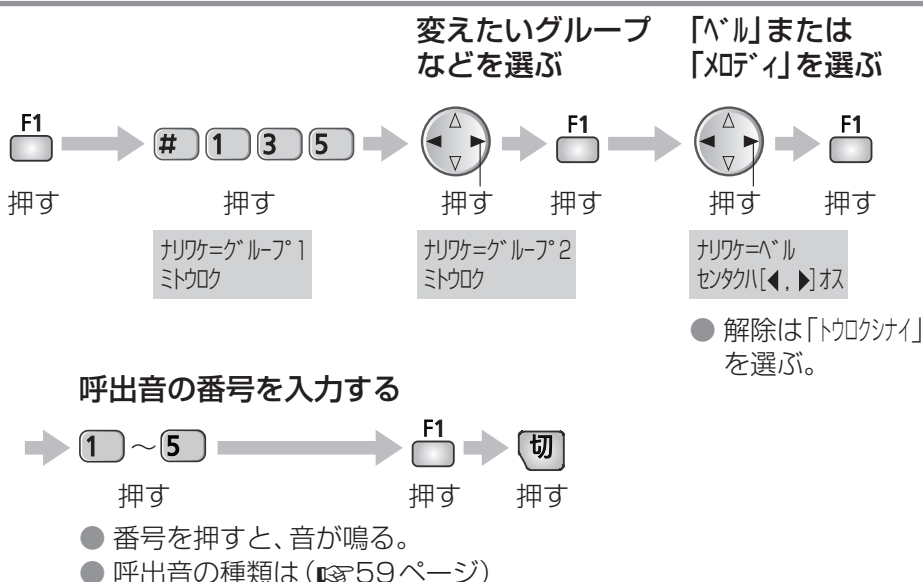 変えたいグループ
などを選ぶ
「ﾍﾞﾙ」または
「ﾒﾛﾃﾞｨ」を選ぶ
F1
# 1 3 5
F1
F1
押す
押す
押す
押す
押す
押す
ﾅﾘﾜｹ=ｸﾞﾙｰﾌﾟ1
ﾐﾄｳﾛｸ
ﾅﾘﾜｹ=ｸﾞﾙｰﾌﾟ2
ﾐﾄｳﾛｸ
ﾅﾘﾜｹ=ﾍﾞﾙ
ｾﾝﾀｸﾊ[◀,▶]ｵｽ
● 解除は「ﾄｳﾛｸｼﾅｲ」
を選ぶ。
呼出音の番号を入力する
1 ～ 5
F1
切
押す
押す
押す
● 番号を押すと、音が鳴る。
● 呼出音の種類は(☞59ページ)